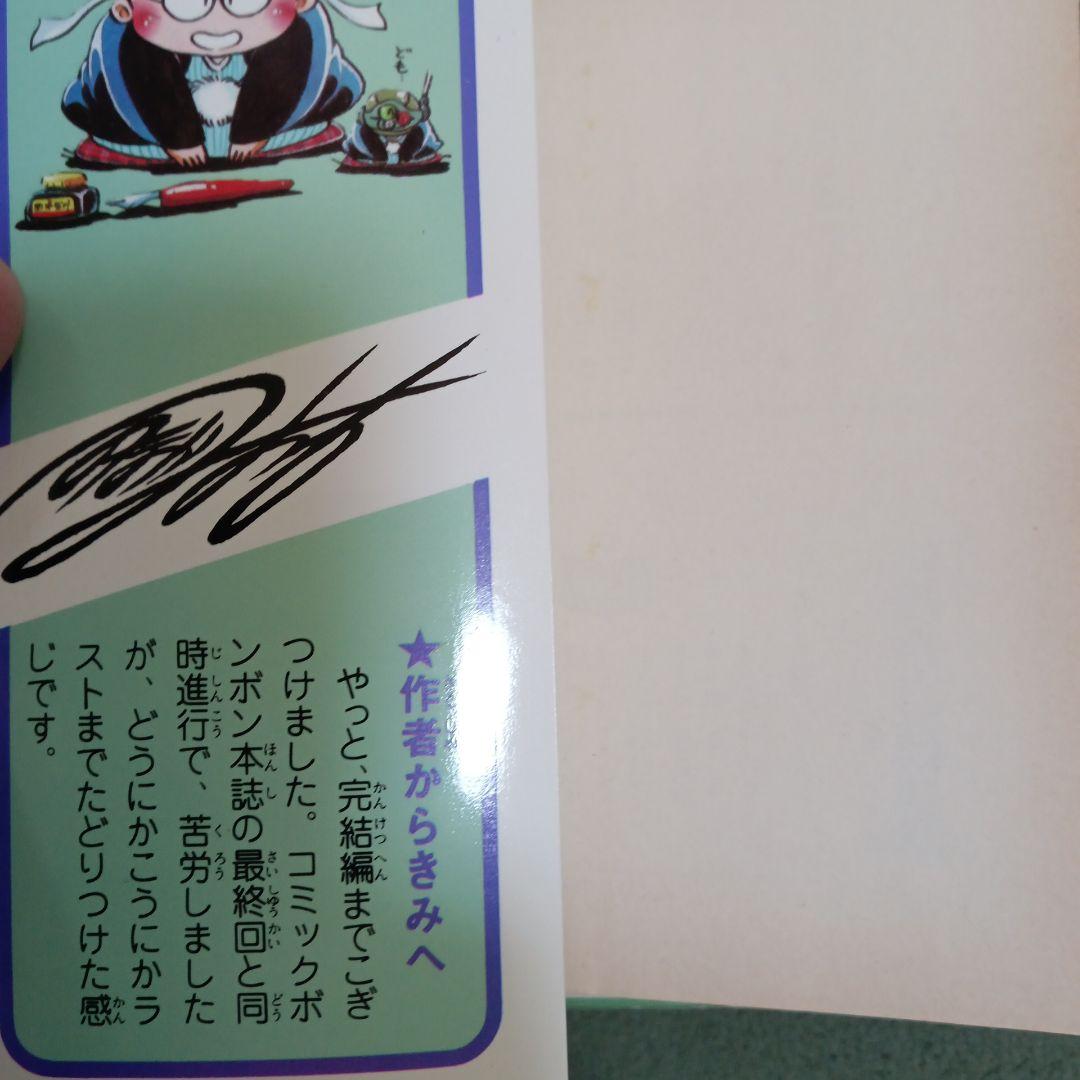 ども…
★作者からきみへ
やっと、完結編までこぎ
つけました。コミックボ
ンボン本誌の最終回と同
時進行で、苦労しました
が、どうにかこうにかラ
ストまでたどりつけた感
じです。